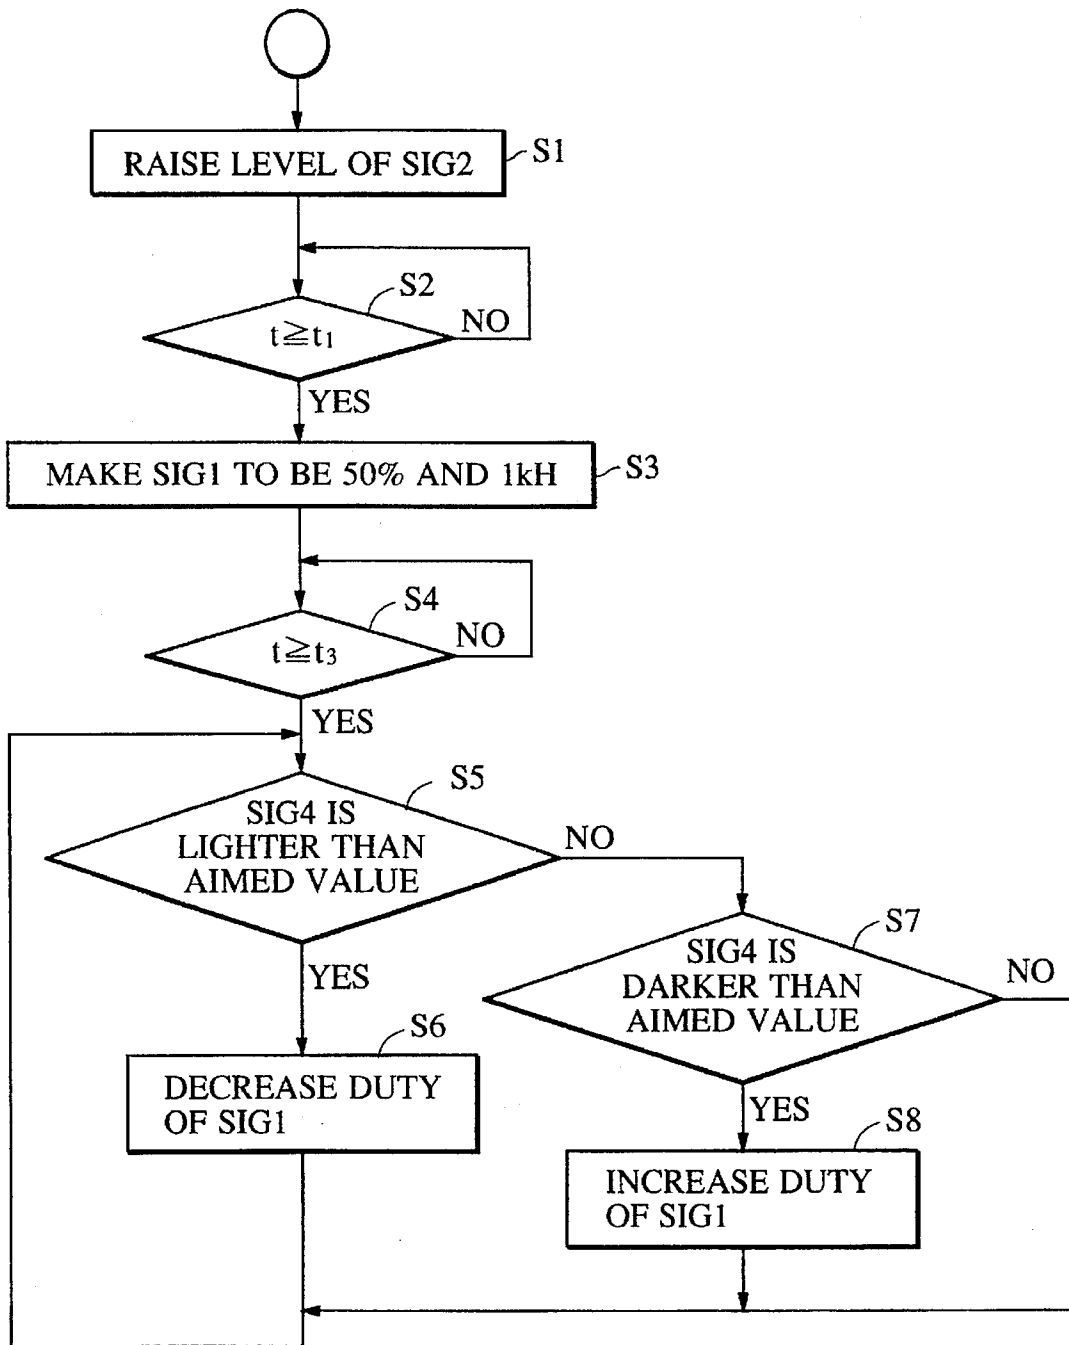 RAISE LEVEL OF SIG2
S1
S2
t≧t1
NO
YES
MAKE SIG1 TO BE 50% AND 1kH
S3
S4
t≧t3
NO
YES
S5
SIG4 IS
LIGHTER THAN
AIMED VALUE
NO
YES
S7
SIG4 IS
DARKER THAN
AIMED VALUE
NO
YES
S6
DECREASE DUTY
OF SIG1
S8
INCREASE DUTY
OF SIG1